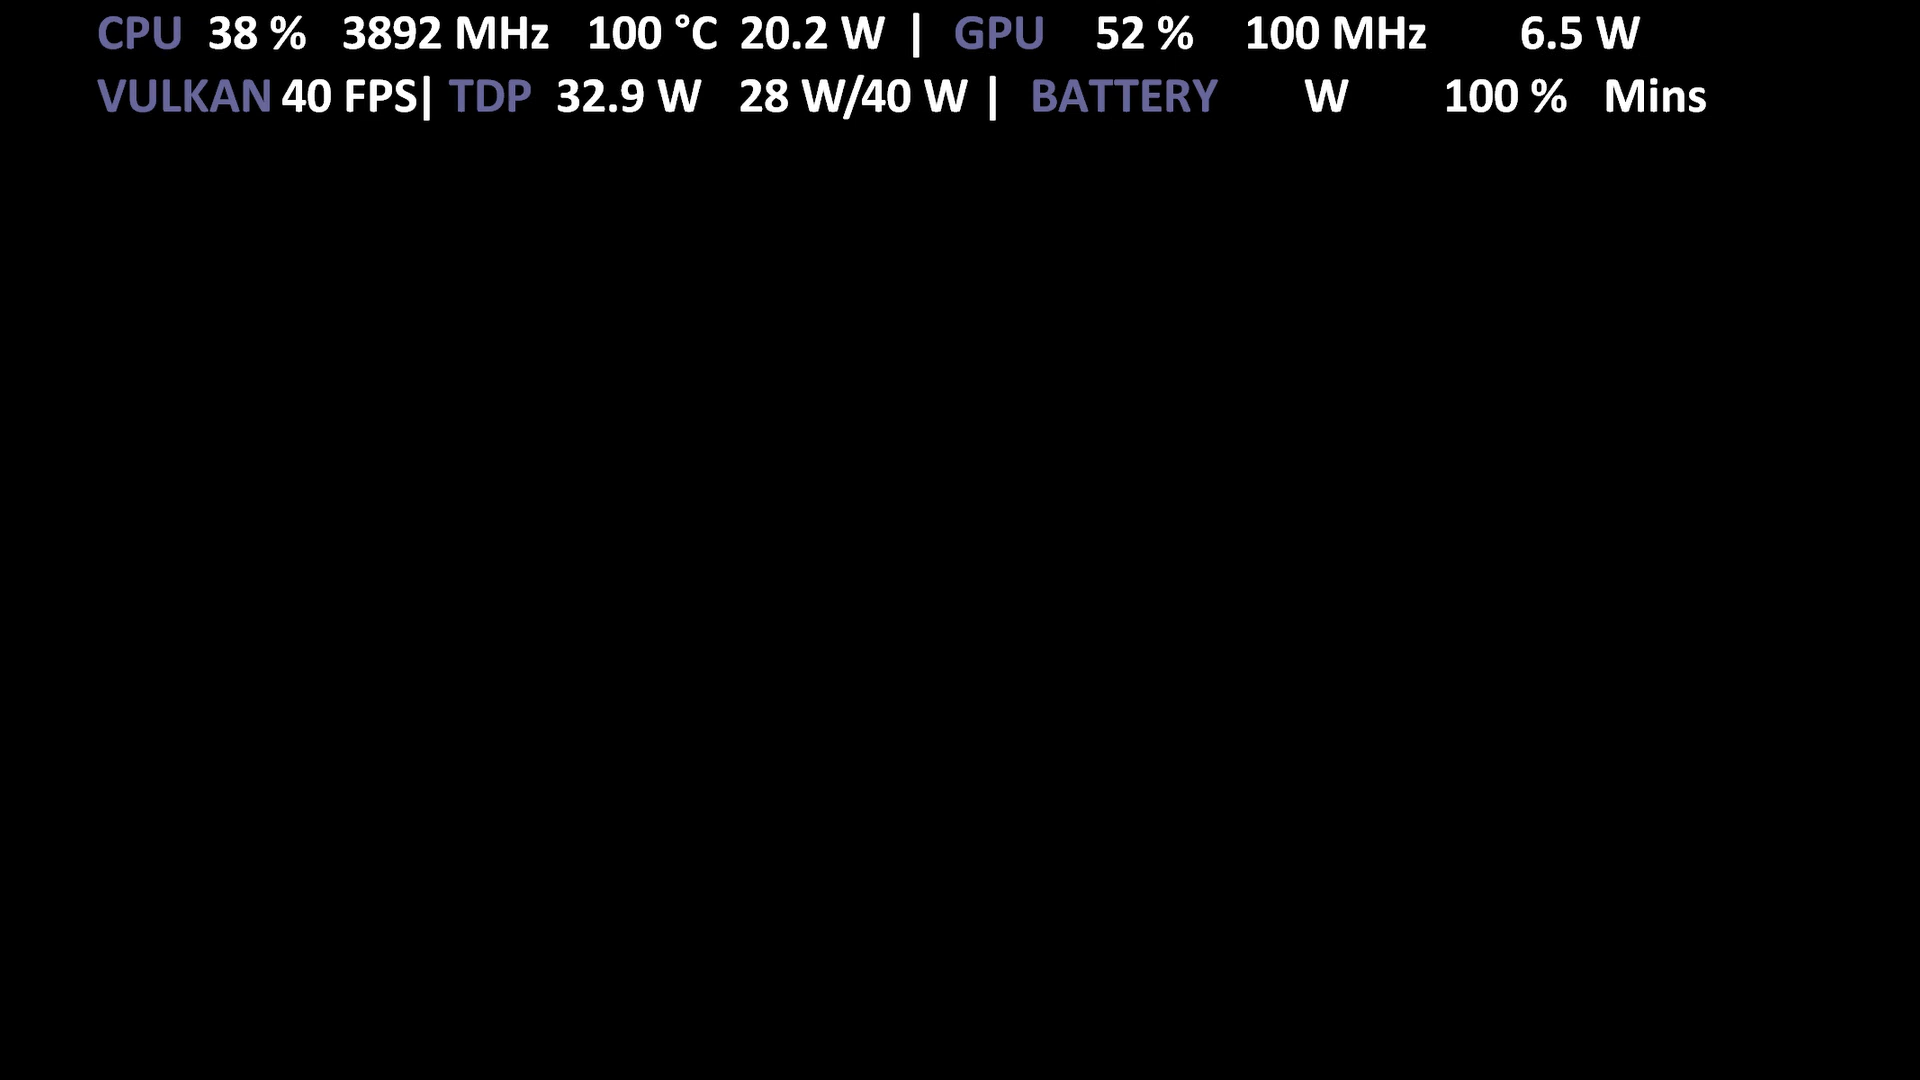 CPU 38 % 3892 MHz 100 °C 20.2 W | GPU 52 % 100 MHz 6.5 W
VULKAN 40 FPS| TDP 32.9 W 28 W/40 W | BATTERY W 100 % Mins